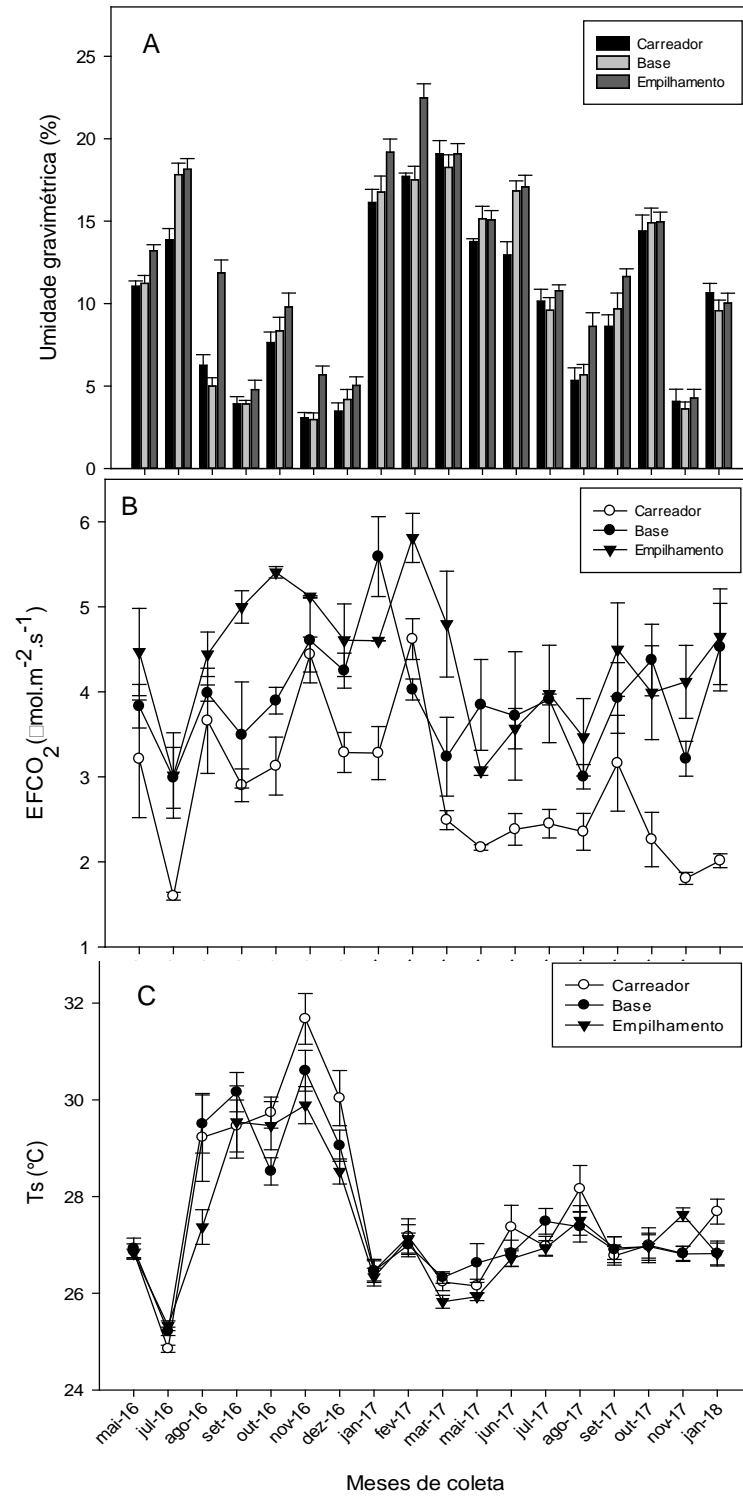 A
Carreador
Base
Empilhamento
Umidade gravimétrica (%)
25
20
15
10
5
0
B
Carreador
Base
Empilhamento
EFCO2 (□mol.m-2.s-1)
6
5
4
3
2
1
C
Carreador
Base
Empilhamento
Ts (°C)
32
30
28
26
24
mai-16
jul-16
ago-16
set-16
out-16
nov-16
dez-16
jan-17
fev-17
mar-17
mai-17
jun-17
jul-17
ago-17
set-17
out-17
nov-17
jan-18
Meses de coleta